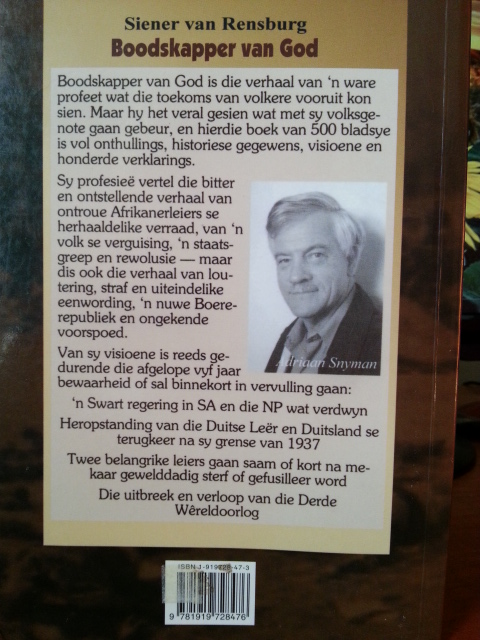 Siener van Rensburg
Boodskapper van God
Boodskapper van God is die verhaal van 'n ware
profeet wat die toekoms van volkere vooruit kon
sien. Maar hy het veral gesien wat met sy volksge-
note gaan gebeur, en hierdie boek van 500 bladsye
is vol onthullings, historiese gegewens, visioene en
honderde verklarings.
Sy profesieë vertel die bitter
en ontstellende verhaal van
ontroue Afrikanerleiers se
herhaaldelike verraad, van 'n
volk se verguising, 'n staats-
greep en rewolusie — maar
dis ook die verhaal van lou-
tering, straf en uiteindelike
eenwording, 'n nuwe Boere-
republiek en ongekende
voorspoed.
Adriaan Snyman
Van sy visioene is reeds ge-
durende die afgelope vyf jaar
bewaarheid of sal binnekort in vervulling gaan:
'n Swart regering in SA en die NP wat verdwyn
Heropstanding van die Duitse Leër en Duitsland se
terugkeer na sy grense van 1937
Twee belangrike leiers gaan saam of kort na me-
kaar gewelddadig sterf of gefusilleer word
Die uitbreek en verloop van die Derde
Wêreldoorlog
9 781919 728476